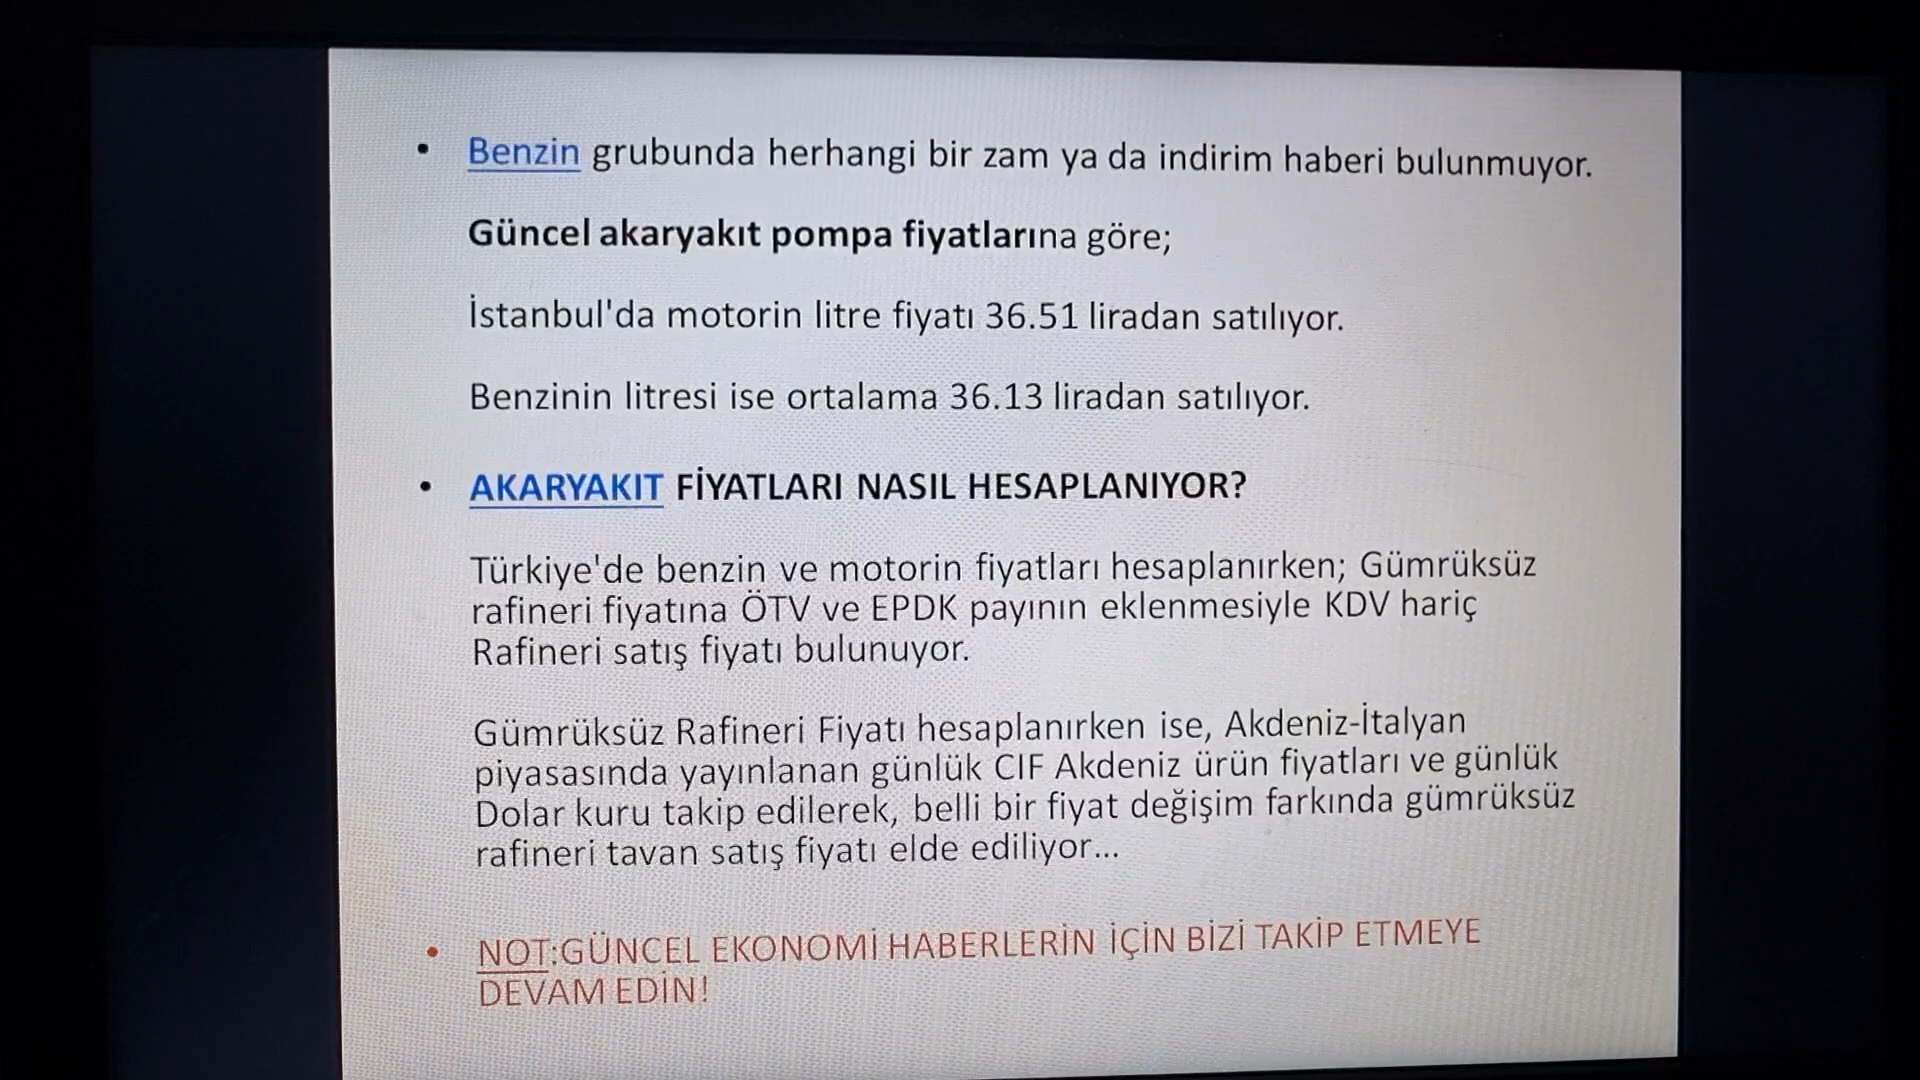 Benzin grubunda herhangi bir zam ya da indirim haberi bulunmuyor.
Güncel akaryakıt pompa fiyatlarına göre;
İstanbul'da motorin litre fiyatı 36.51 liradan satılıyor.
Benzinin litresi ise ortalama 36.13 liradan satılıyor.
AKARYAKIT FİYATLARI NASIL HESAPLANIYOR?
Türkiye'de benzin ve motorin fiyatları hesaplanırken; Gümrüksüz
rafineri fiyatına ÖTV ve EPDK payının eklenmesiyle KDV hariç
Rafineri satış fiyatı bulunuyor.
Gümrüksüz Rafineri Fiyatı hesaplanırken ise, Akdeniz-İtalyan
piyasasında yayınlanan günlük CIF Akdeniz ürün fiyatları ve günlük
Dolar kuru takip edilerek, belli bir fiyat değişim farkında gümrüksüz
rafineri tavan satış fiyatı elde ediliyor...
NOT:GÜNCEL EKONOMİ HABERLERİN İÇİN BİZİ TAKİP ETMEYE
DEVAM EDİN!